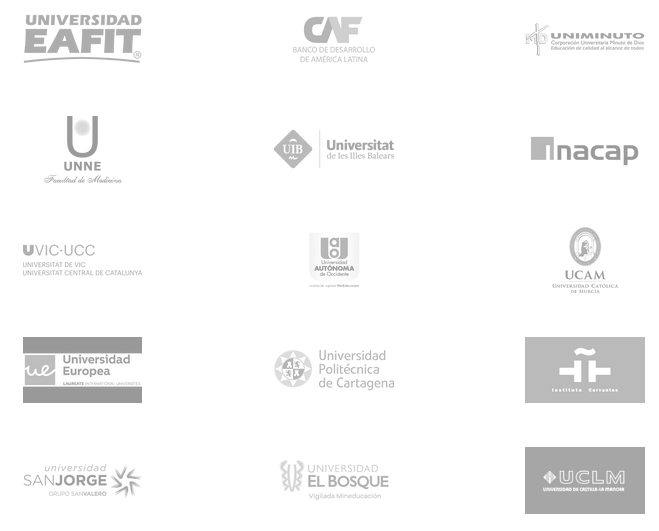 UNIVERSIDAD
EAFIT®
CAF
BANCO DE DESARROLLO
DE AMÉRICA LATINA
UNIMINUTO
Corporación Universitaria Minuto de Dios
Educación de calidad al alcance de todos
U
UNNE
Facultad de Medicina
UIB
Universitat
de les Illes Balears
inacap
UVIC·UCC
UNIVERSITAT DE VIC
UNIVERSITAT CENTRAL DE CATALUNYA
uao
Universidad
AUTÓNOMA
de Occidente
UCAM
UNIVERSIDAD CATÓLICA
DE MURCIA
ue
Universidad
Europea
LAUREATE INTERNATIONAL UNIVERSITIES
Universidad
Politécnica
de Cartagena
Instituto Cervantes
universidad
SANJORGE
GRUPO SANVALERO
UNIVERSIDAD
EL BOSQUE
Vigilada Mineducación
UCLM
UNIVERSIDAD DE CASTILLA-LA MANCHA